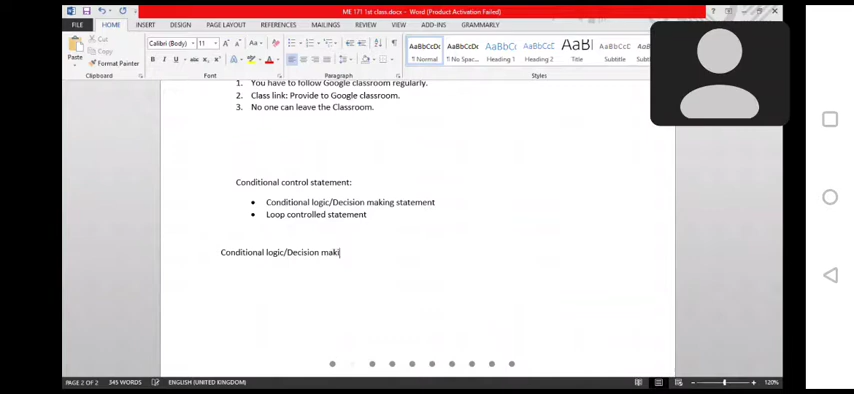 ME 171 1st class.docx - Word (Product Activation Failed)
FILE HOME INSERT DESIGN PAGE LAYOUT REFERENCES MAILINGS REVIEW VIEW ADD-INS GRAMMARLY
Cut
Copy
Format Painter
Paste
Calibri (Body) 11
AaBbCcDc AaBbCcDc AaBbCc AaBbCcD AaBbCcC
¶ Normal ¶ No Spac... Heading 1 Heading 2 Title Subtitle
Clipboard Font Paragraph Styles
1. You have to follow Google classroom regularly.
2. Class link: Provide to Google classroom.
3. No one can leave the Classroom.
Conditional control statement:
• Conditional logic/Decision making statement
• Loop controlled statement
Conditional logic/Decision maki
PAGE 2 OF 2 345 WORDS ENGLISH (UNITED KINGDOM) 120%